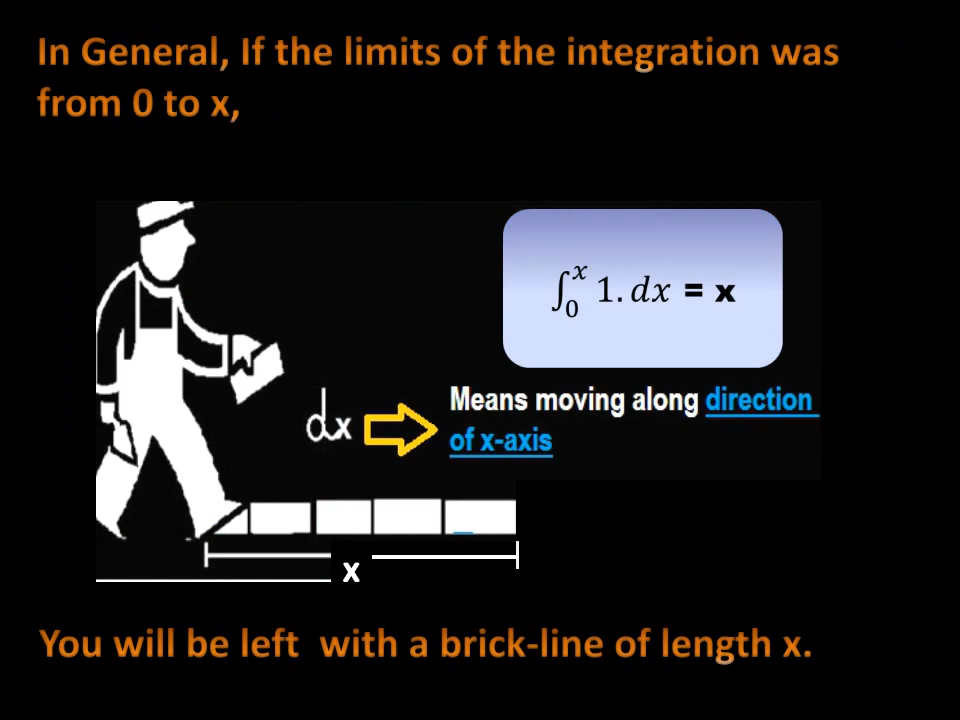 In General, If the limits of the integration was
from 0 to x,
∫₀ˣ 1. dx = x
dx
Means moving along direction
of x-axis
x
You will be left with a brick-line of length x.